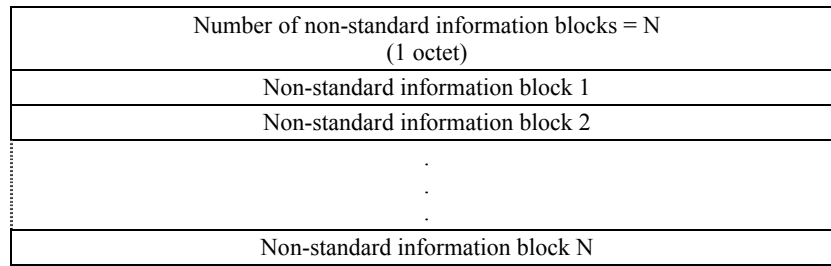 Number of non-standard information blocks = N
(1 octet)
Non-standard information block 1
Non-standard information block 2
.
.
.
Non-standard information block N